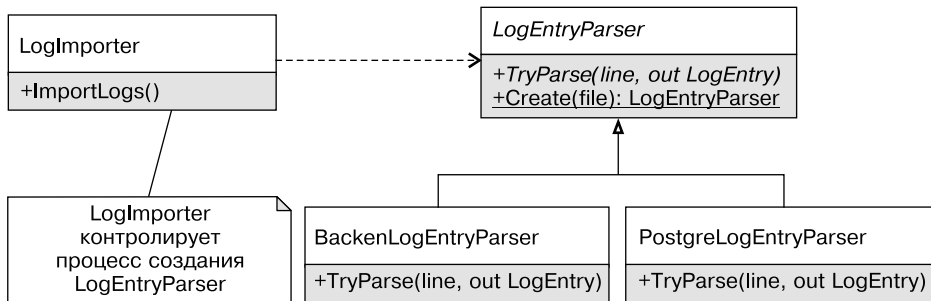 LogImporter
+ImportLogs()
LogEntryParser
+TryParse(line, out LogEntry)
+Create(file): LogEntryParser
LogImporter
контролирует
процесс создания
LogEntryParser
BackenLogEntryParser
+TryParse(line, out LogEntry)
PostgreLogEntryParser
+TryParse(line, out LogEntry)